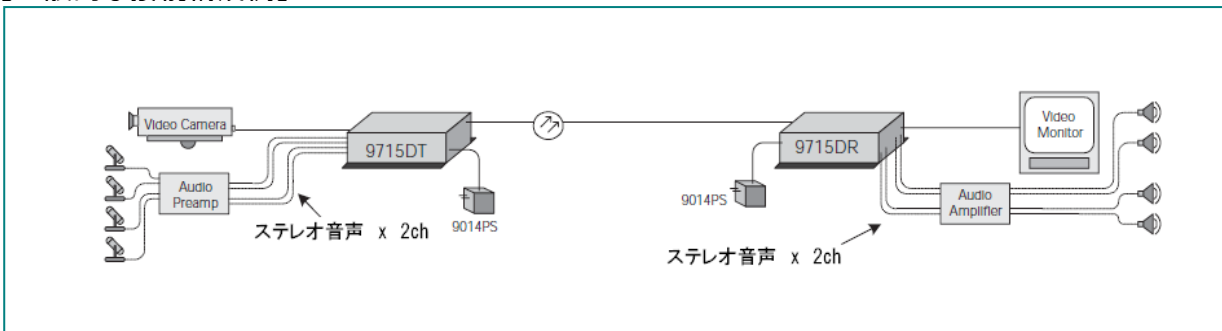 Video Camera
9715DT
9715DR
Video
Monitor
Audio
Preamp
9014PS
9014PS
Audio
Amplifier
ステレオ音声 x 2ch
ステレオ音声 x 2ch